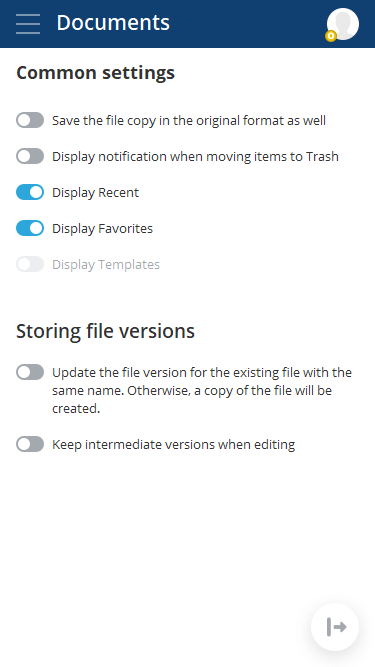 Documents
Common settings
Save the file copy in the original format as well
Display notification when moving items to Trash
Display Recent
Display Favorites
Display Templates
Storing file versions
Update the file version for the existing file with the
same name. Otherwise, a copy of the file will be
created.
Keep intermediate versions when editing